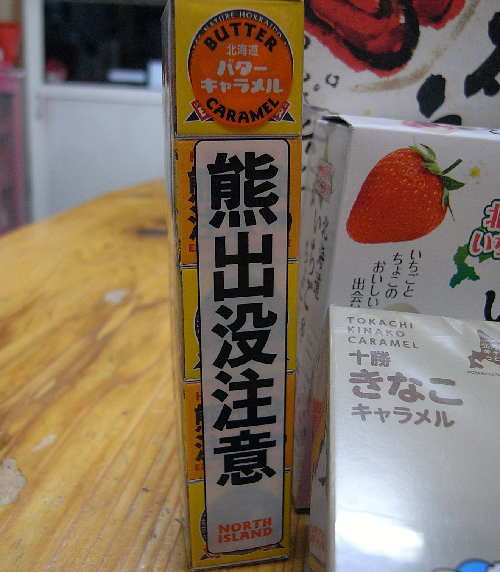 NATURE HOKKAIDO
BUTTER
北海道
バター
キャラメル
CARAMEL
熊出没注意
NORTH
ISLAND
いちごと
ちょこの
おいしい
出会
TOKACHI
KINAKO
CARAMEL
十勝
きなこ
キャラメル